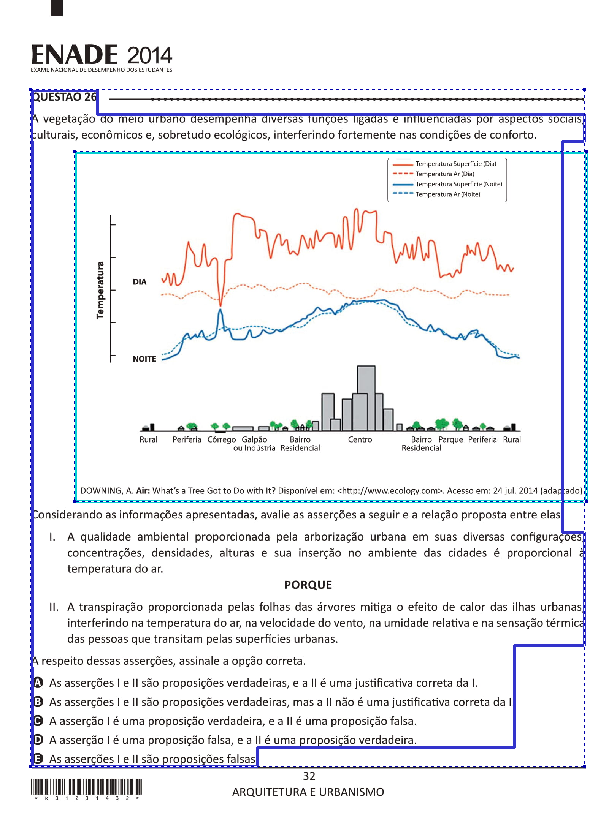 ENADE 2014
EXAME NACIONAL DE DESEMPENHO DOS ESTUDANTES
QUESTÃO 26
A vegetação do meio urbano desempenha diversas funções ligadas e influenciadas por aspectos sociais,
culturais, econômicos e, sobretudo ecológicos, interferindo fortemente nas condições de conforto.
Temperatura Superfície (Dia)
Temperatura Ar (Dia)
Temperatura Superfície (Noite)
Temperatura Ar (Noite)
Temperatura
DIA
NOITE
Rural Periferia Córrego Galpão ou Indústria Bairro Residencial Centro Bairro Residencial Parque Periferia Rural
DOWNING, A. Air: What's a Tree Got to Do with It? Disponível em: <http://www.ecology.com>. Acesso em: 24 jul. 2014 (adaptado).
Considerando as informações apresentadas, avalie as asserções a seguir e a relação proposta entre elas.
I. A qualidade ambiental proporcionada pela arborização urbana em suas diversas configurações,
concentrações, densidades, alturas e sua inserção no ambiente das cidades é proporcional à
temperatura do ar.
PORQUE
II. A transpiração proporcionada pelas folhas das árvores mitiga o efeito de calor das ilhas urbanas,
interferindo na temperatura do ar, na velocidade do vento, na umidade relativa e na sensação térmica
das pessoas que transitam pelas superfícies urbanas.
A respeito dessas asserções, assinale a opção correta.
A As asserções I e II são proposições verdadeiras, e a II é uma justificativa correta da I.
B As asserções I e II são proposições verdadeiras, mas a II não é uma justificativa correta da I.
C A asserção I é uma proposição verdadeira, e a II é uma proposição falsa.
D A asserção I é uma proposição falsa, e a II é uma proposição verdadeira.
E As asserções I e II são proposições falsas.
32
ARQUITETURA E URBANISMO